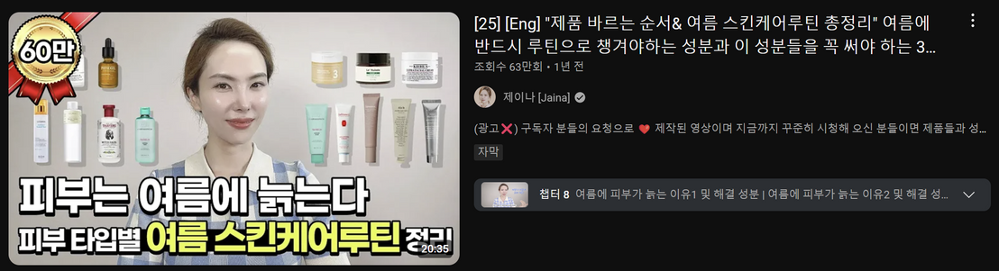 60만
피부는 여름에 늙는다
피부 타입별 여름 스킨케어루틴 정리
20:35
[25] [Eng] "제품 바르는 순서& 여름 스킨케어루틴 총정리" 여름에
반드시 루틴으로 챙겨야하는 성분과 이 성분들을 꼭 써야 하는 3...
조회수 63만회 • 1년 전
제이나 [Jaina]
(광고❌) 구독자 분들의 요청으로 ❤️ 제작된 영상이며 지금까지 꾸준히 시청해 오신 분들이면 제품들과 성...
자막
챕터 8 여름에 피부가 늙는 이유1 및 해결 성분 | 여름에 피부가 늙는 이유2 및 해결 성...